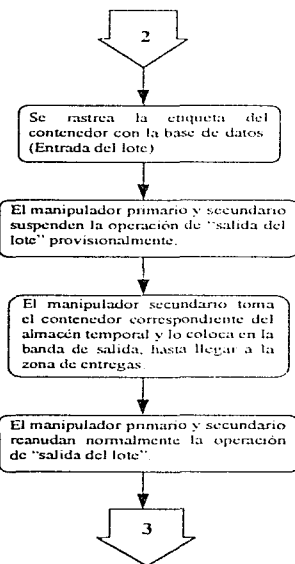 2
Se rastrea la etiqueta del
contenedor con la base de datos
(Entrada del lote)
El manipulador primario y secundario
suspenden la operación de “salida del
lote” provisionalmente.
El manipulador secundario toma
el contenedor correspondiente del
almacén temporal y lo coloca en la
banda de salida, hasta llegar a la
zona de entregas.
El manipulador primario y secundario
reanudan normalmente la operación
de “salida del lote”.
3